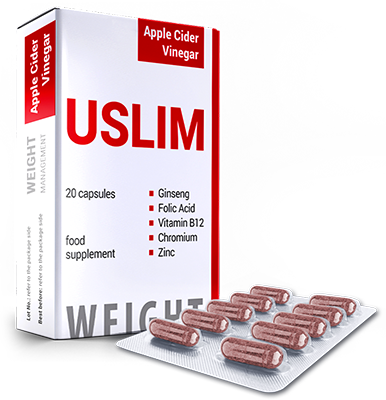 Apple Cider
Vinegar
USLIM
20 capsules
food
supplement
Ginseng
Folic Acid
Vitamin B12
Chromium
Zinc
WEIGHT
Apple Cider
Vinegar
WEIGHT
MANAGEMENT
Lot No.: refer to the package side
Best before: refer to the package side